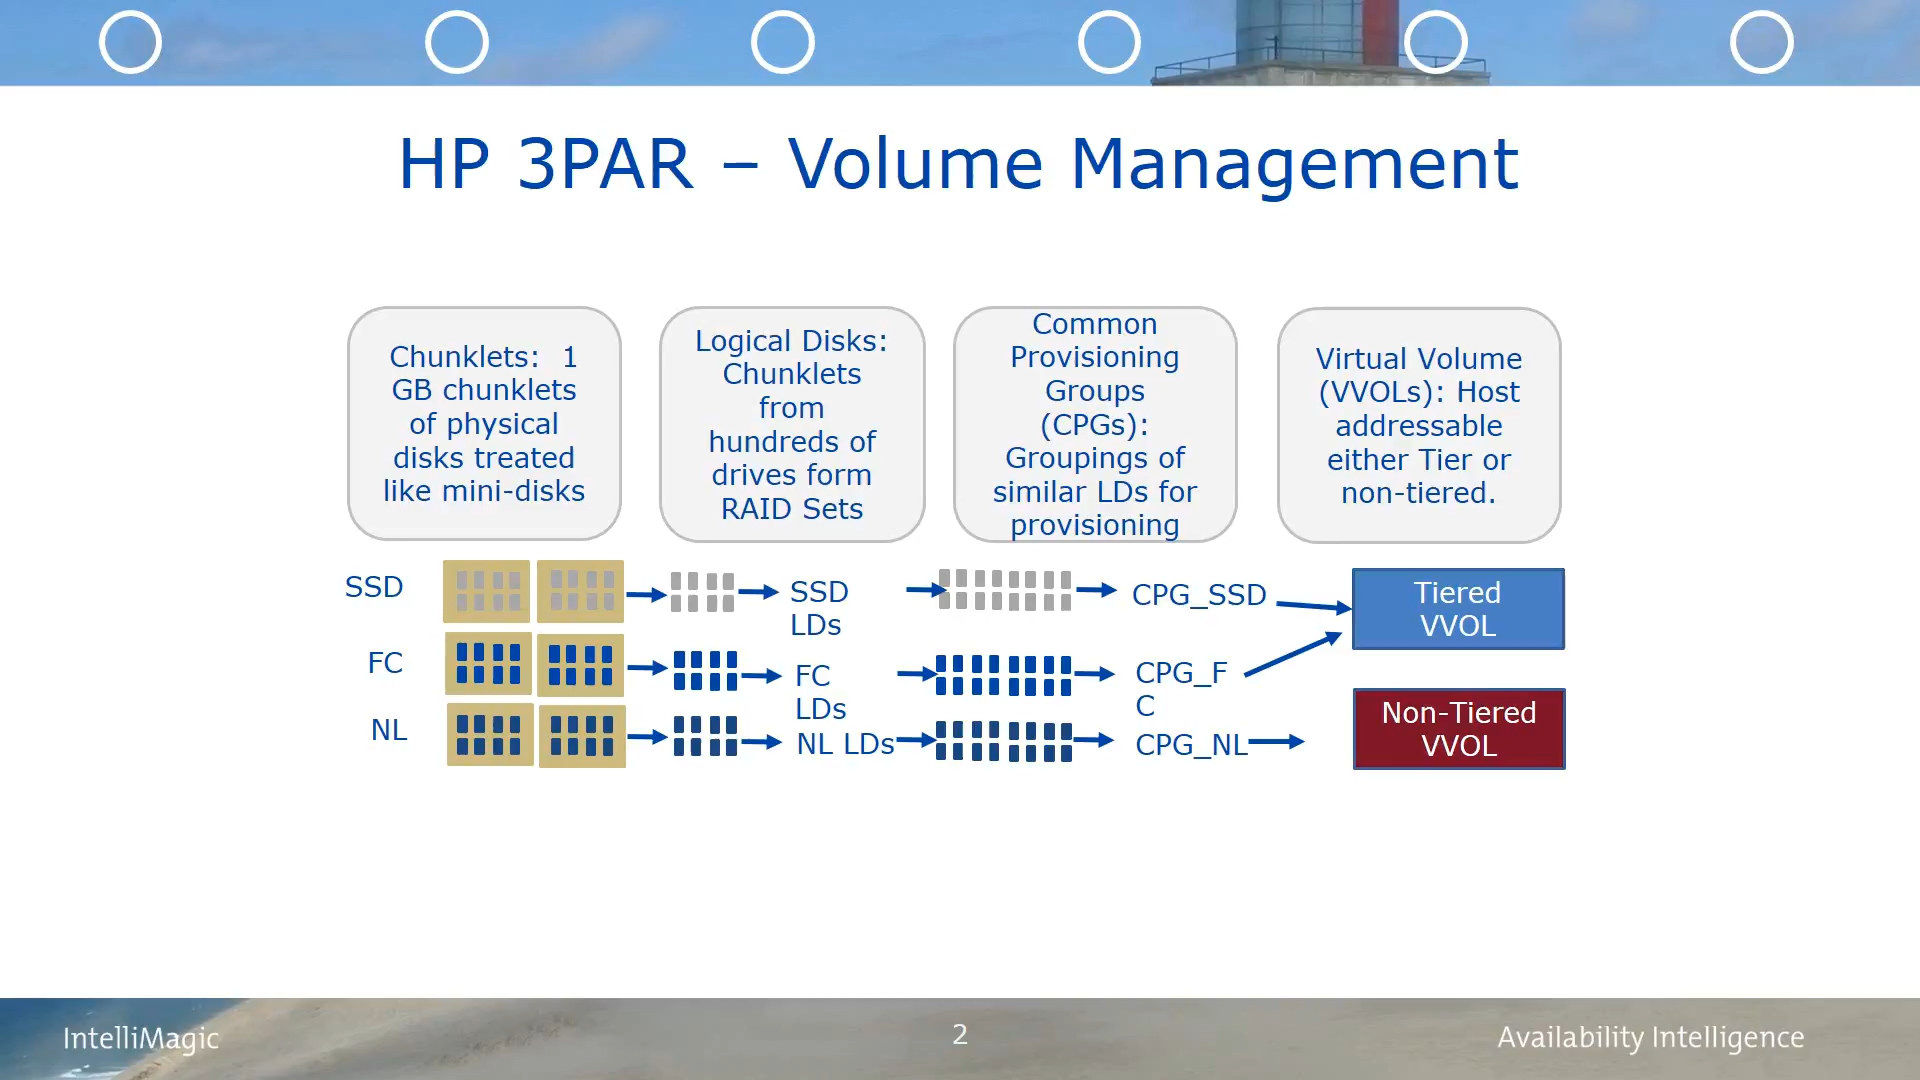 HP 3PAR – Volume Management
Chunklets:  1
GB chunklets
of physical
disks treated
like mini-disks
Logical Disks:
Chunklets
from
hundreds of
drives form
RAID Sets
Common
Provisioning
Groups
(CPGs):
Groupings of
similar LDs for
provisioning
Virtual Volume
(VVOLs): Host
addressable
either Tier or
non-tiered.
SSD
SSD
LDs
CPG_SSD
Tiered
VVOL
FC
FC
LDs
CPG_F
C
NL
NL LDs
CPG_NL
Non-Tiered
VVOL
IntelliMagic
2
Availability Intelligence